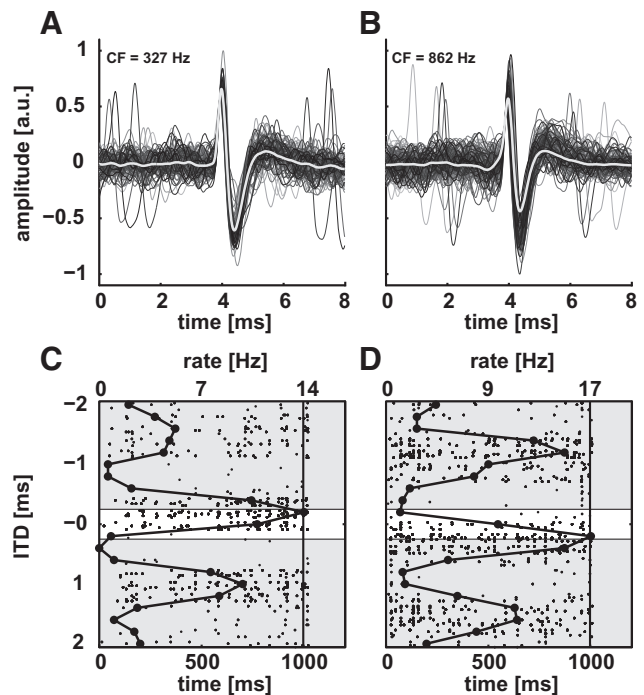 A
B
CF = 327 Hz
CF = 862 Hz
amplitude [a.u.]
1
0.5
0
−0.5
−1
0 2 4 6 8
0 2 4 6 8
time [ms]
time [ms]
C
D
rate [Hz]
rate [Hz]
0 7 14
0 9 17
ITD [ms]
−2
−1
−0
1
2
0 500 1000
0 500 1000
time [ms]
time [ms]